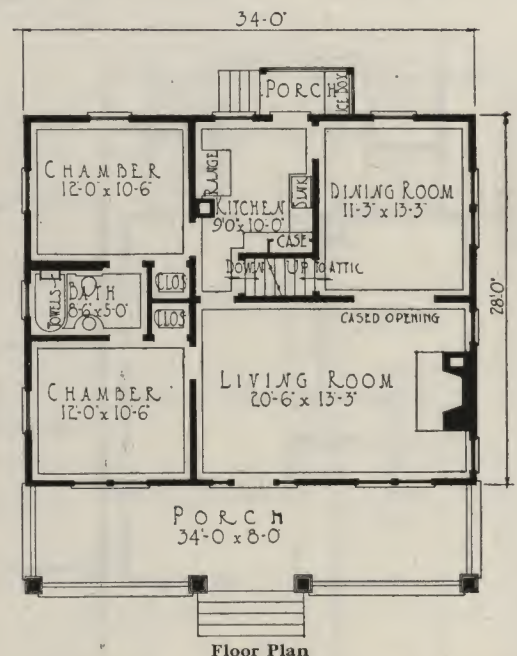 34-0"
PORCH
ICE BOX
CHAMBER
12-0" x 10-6"
RANGE
SINK
KITCHEN
9'0" x 10-0"
CASE
DINING ROOM
11-3" x 13-3"
28'0"
DOWN
UP TO ATTIC
CLOS
TOWELS
BATH
8'-6" x 5-0"
CLOS
CASED OPENING
CHAMBER
12-0" x 10-6"
LIVING ROOM
20-6" x 13-3"
PORCH
34-0 x 8-0"
Floor Plan